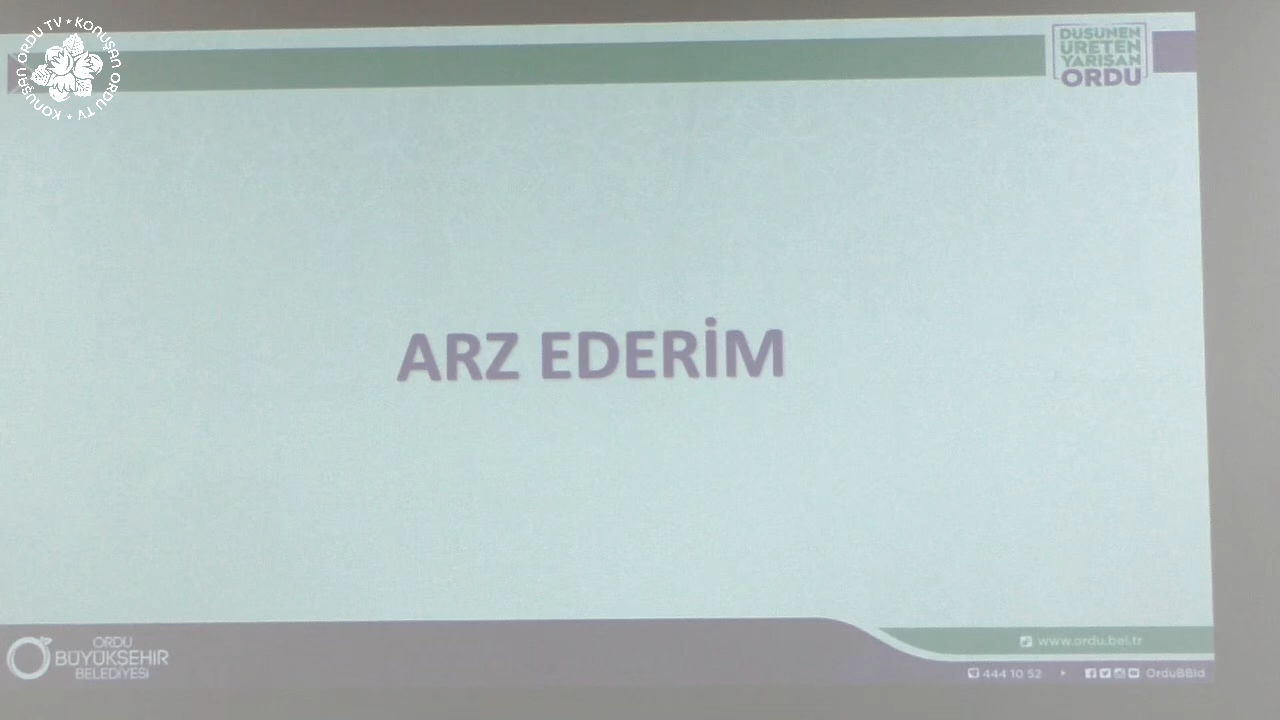 KONUŞAN ORDU TV * KONUŞAN ORDU TV *
DÜŞÜNEN
ÜRETEN
YARIŞAN
ORDU
ARZ EDERİM
ORDU
BÜYÜKŞEHİR
BELEDİYESİ
www.ordu.bel.tr
444 10 52
OrduBBld